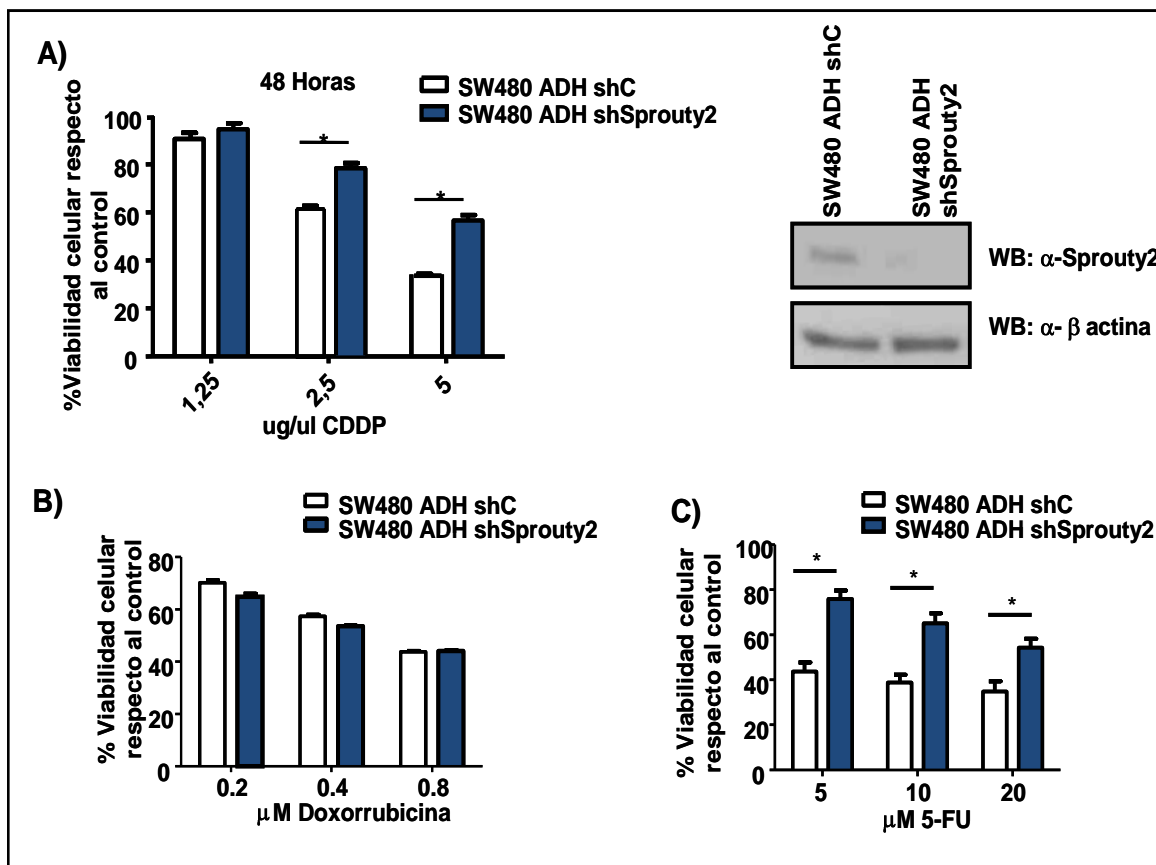 A)
48 Horas
SW480 ADH shC
SW480 ADH shSprouty2
%Viabilidad celular respecto
al control
100
80
60
40
20
0
*
*
1,25
2,5
5
ug/ul CDDP
SW480 ADH shC
SW480 ADH
shSprouty2
WB: α-Sprouty2
WB: α- β actina
B)
SW480 ADH shC
SW480 ADH shSprouty2
% Viabilidad celular
respecto al control
80
60
40
20
0
0.2
0.4
0.8
μM Doxorrubicina
C)
SW480 ADH shC
SW480 ADH shSprouty2
% Viabilidad celular
respecto al control
100
80
60
40
20
0
*
*
*
5
10
20
μM 5-FU